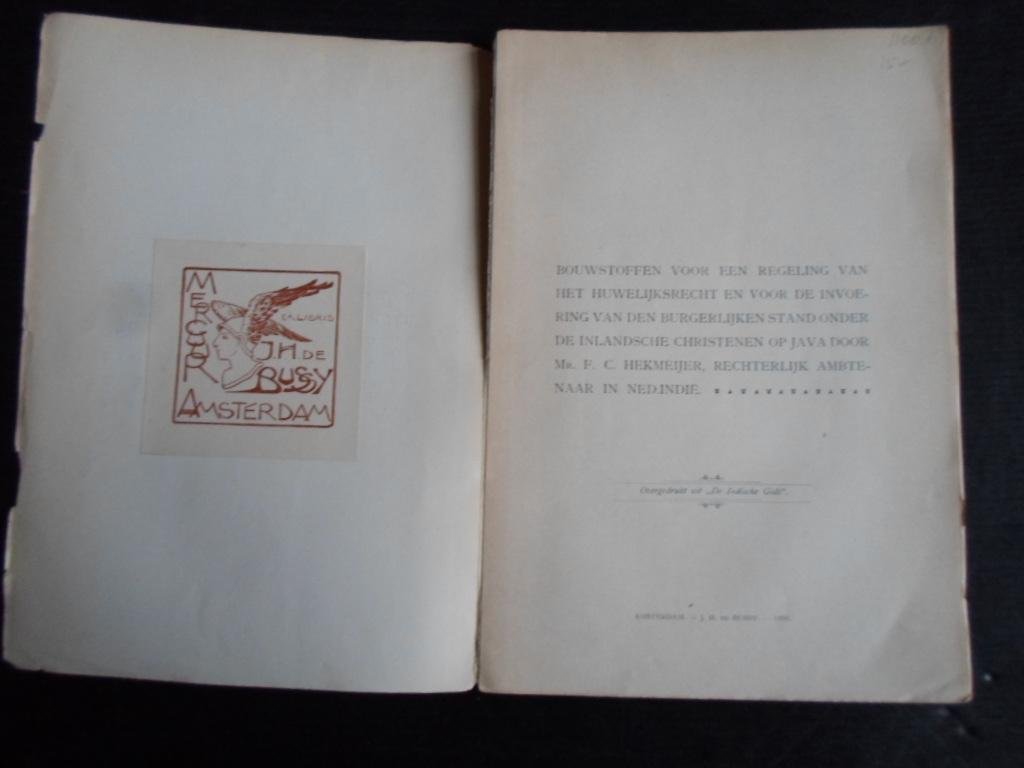 MERCUR
EX LIBRIS
J.H. DE
BUSSY
AMSTERDAM
BOUWSTOFFEN VOOR EEN REGELING VAN
HET HUWELIJKSRECHT EN VOOR DE INVOE-
RING VAN DEN BURGERLIJKEN STAND ONDER
DE INLANDSCHE CHRISTENEN OP JAVA DOOR
MR. F. C. HEKMEIJER, RECHTERLIJK AMBTE-
NAAR IN NED.INDIË.
Overgedrukt uit „De Indische Gids".
AMSTERDAM. — J. H. DE BUSSY.